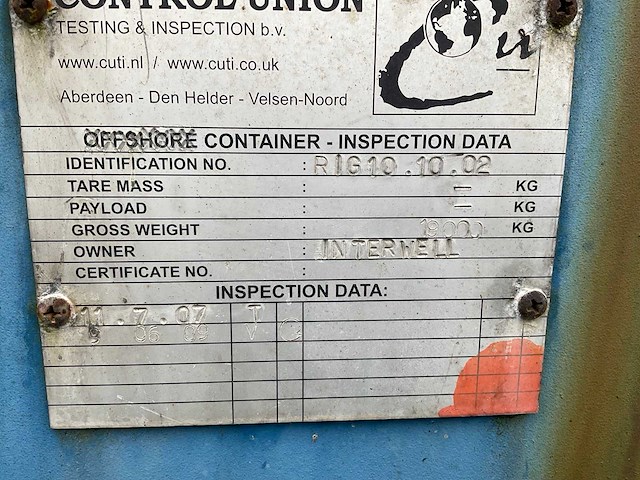 CONTROL UNION
TESTING & INSPECTION b.v.
www.cuti.nl / www.cuti.co.uk
Aberdeen - Den Helder - Velsen-Noord
OFFSHORE CONTAINER - INSPECTION DATA
IDENTIFICATION NO. : RIG10.10.02
TARE MASS : — KG
PAYLOAD : — KG
GROSS WEIGHT : KG
OWNER : INTERWELL
CERTIFICATE NO. :
INSPECTION DATA:
11.7.07 T